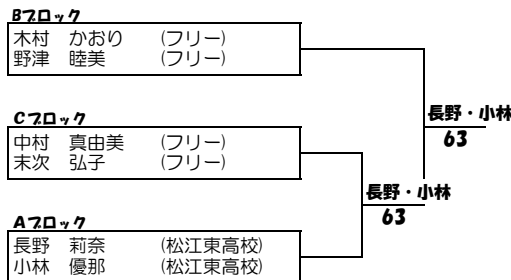 Bブロック
木村　かおり　(フリー)
野津　睦美　(フリー)
長野・小林
63
Cブロック
中村　真由美　(フリー)
末次　弘子　(フリー)
長野・小林
63
Aブロック
長野　莉奈　(松江東高校)
小林　優那　(松江東高校)